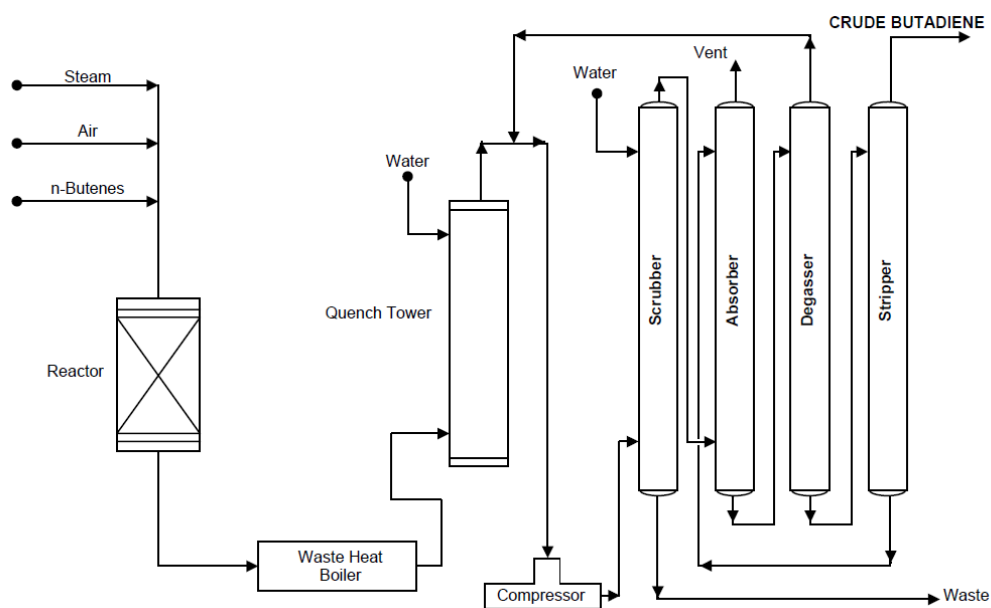 CRUDE BUTADIENE
Steam
Vent
Water
Air
Water
n-Butenes
Quench Tower
Scrubber
Absorber
Degasser
Stripper
Reactor
Waste Heat
Boiler
Compressor
Waste